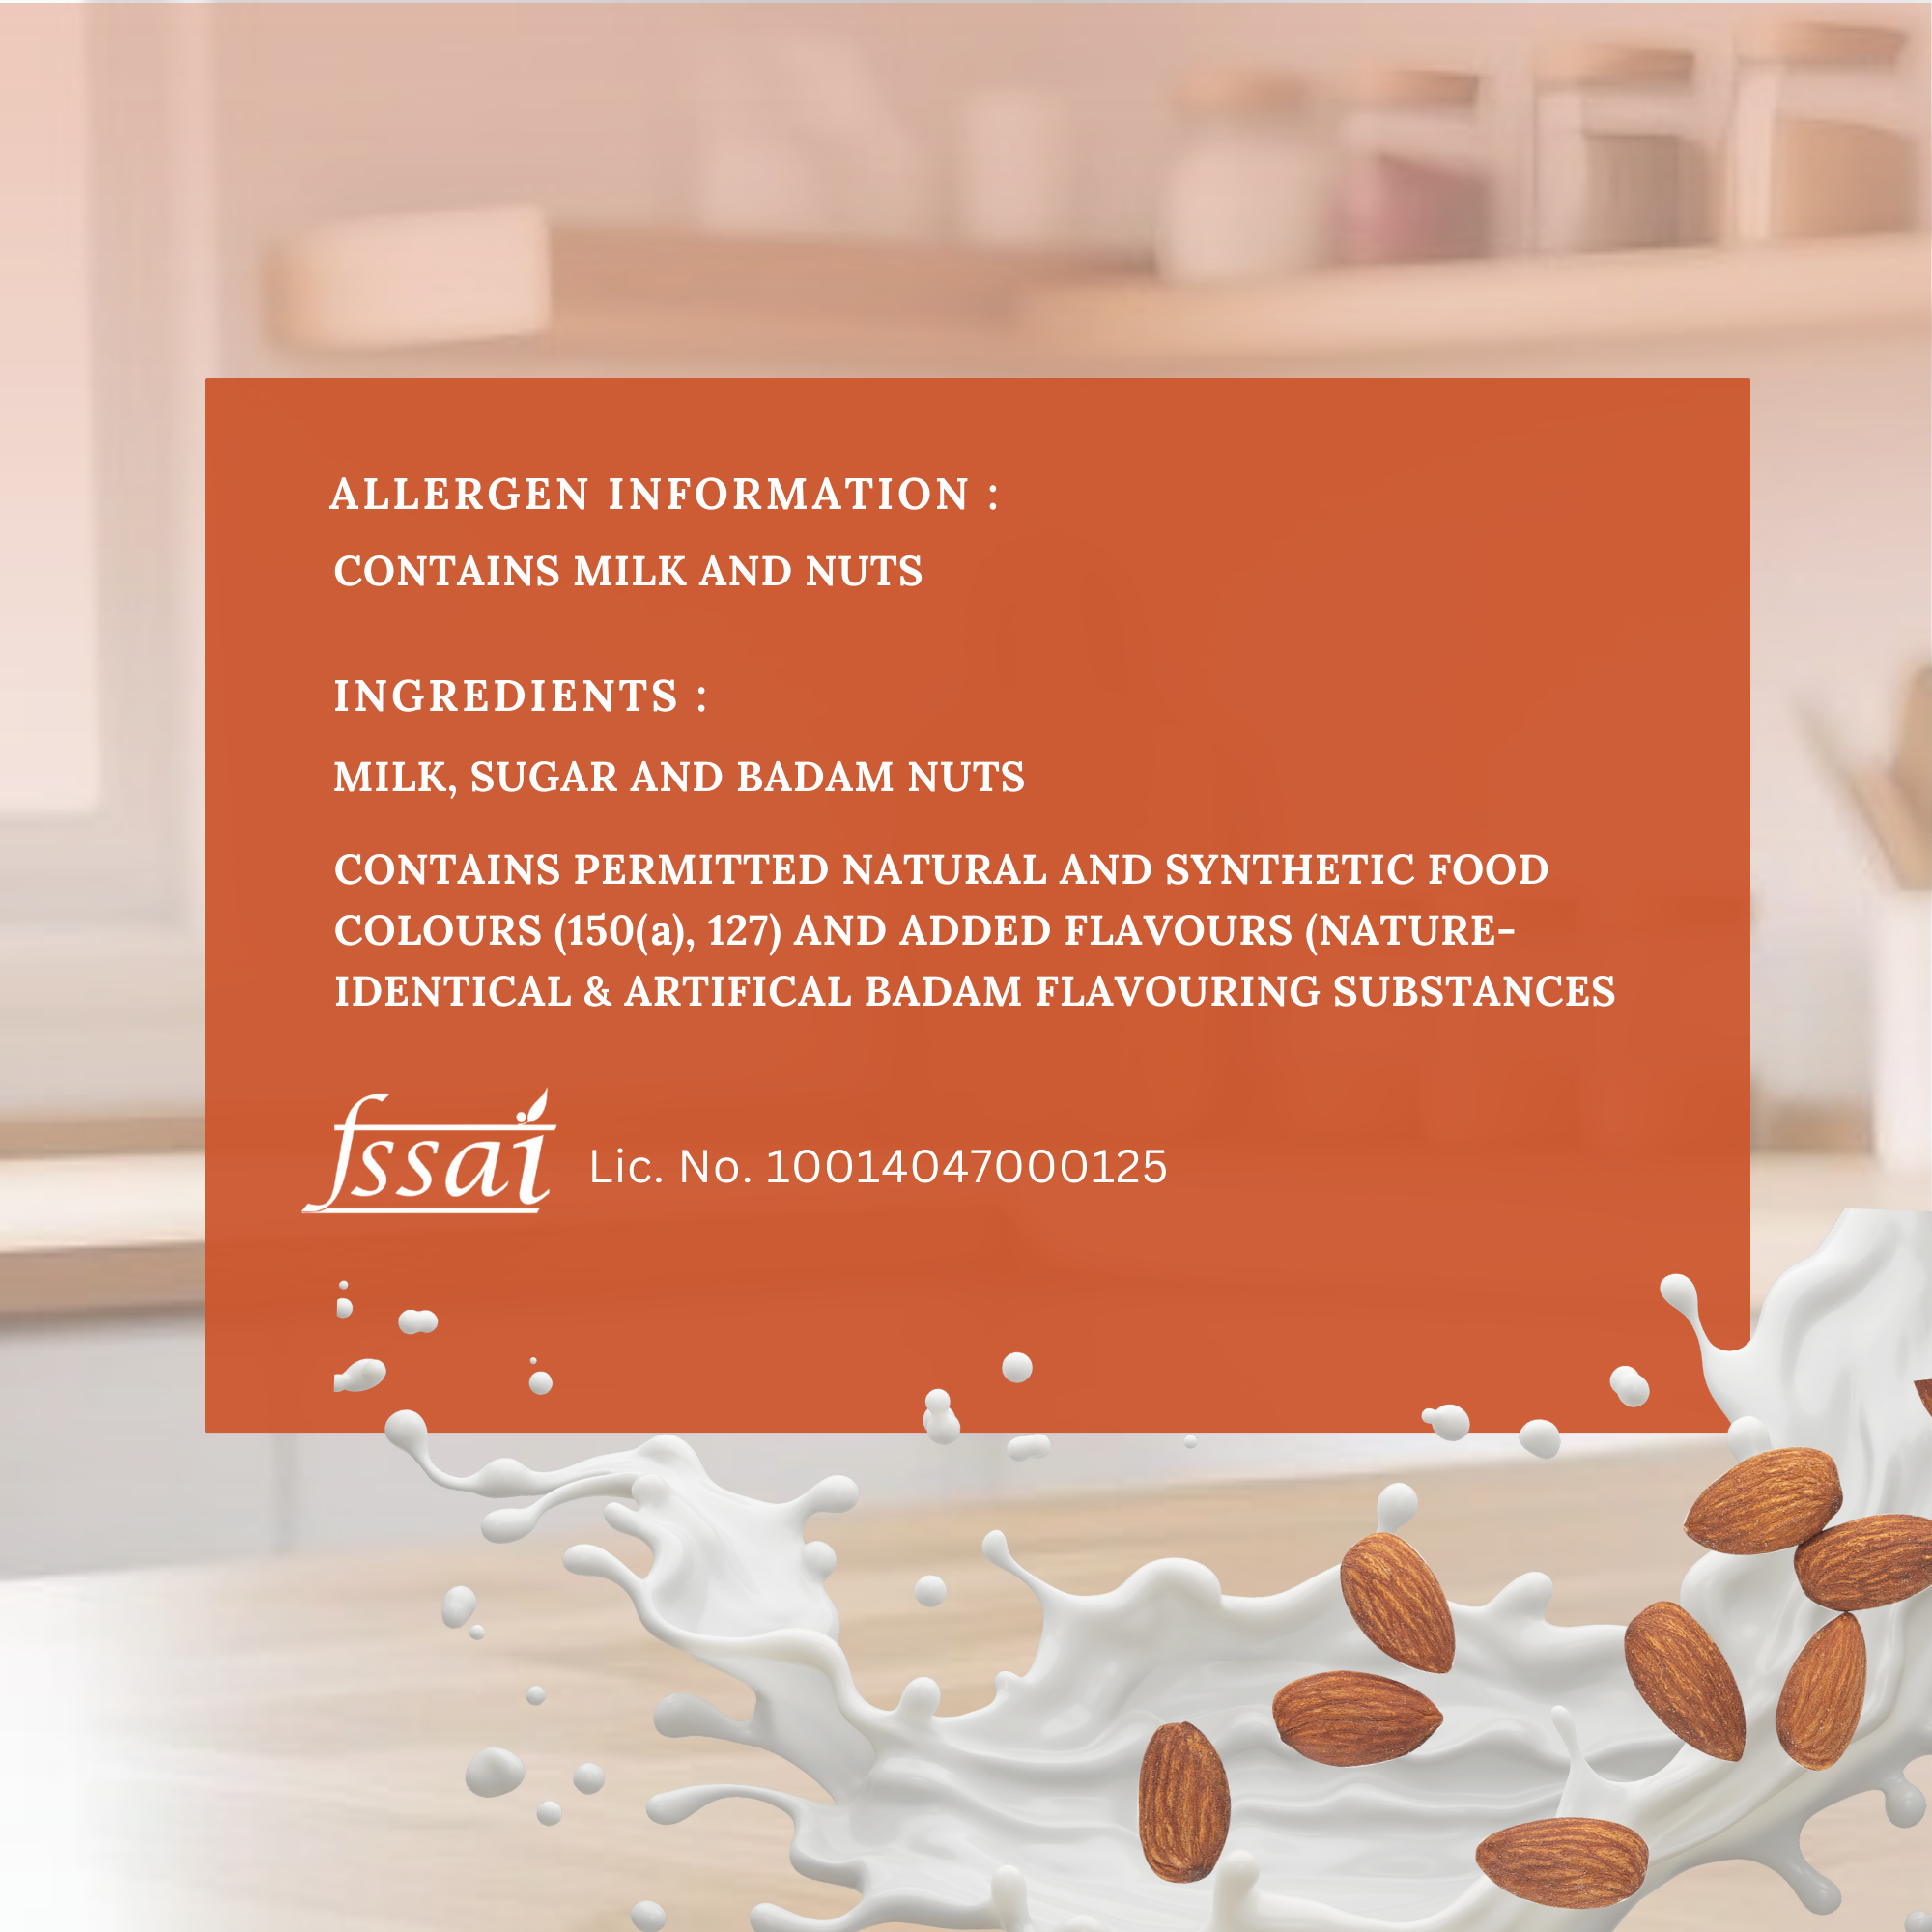 ALLERGEN INFORMATION :
CONTAINS MILK AND NUTS
INGREDIENTS :
MILK, SUGAR AND BADAM NUTS
CONTAINS PERMITTED NATURAL AND SYNTHETIC FOOD
COLOURS (150(a), 127) AND ADDED FLAVOURS (NATURE-
IDENTICAL & ARTIFICAL BADAM FLAVOURING SUBSTANCES
fssai Lic. No. 10014047000125